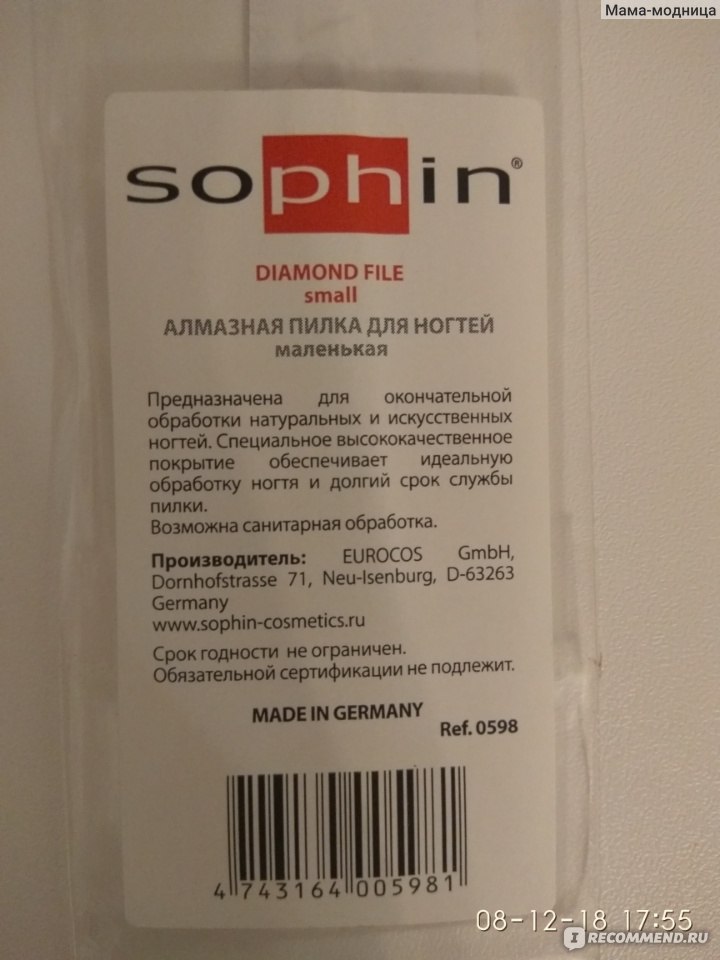 Мама-модница
sophin®
DIAMOND FILE
small
АЛМАЗНАЯ ПИЛКА ДЛЯ НОГТЕЙ
маленькая
Предназначена для окончательной
обработки натуральных и искусственных
ногтей. Специальное высококачественное
покрытие обеспечивает идеальную
обработку ногтя и долгий срок службы
пилки.
Возможна санитарная обработка.
Производитель: EUROCOS GmbH,
Dornhofstrasse 71, Neu-Isenburg, D-63263
Germany
www.sophin-cosmetics.ru
Срок годности не ограничен.
Обязательной сертификации не подлежит.
MADE IN GERMANY
Ref. 0598
4 743164 005981
08-12-18 17:55
IRECOMMEND.RU